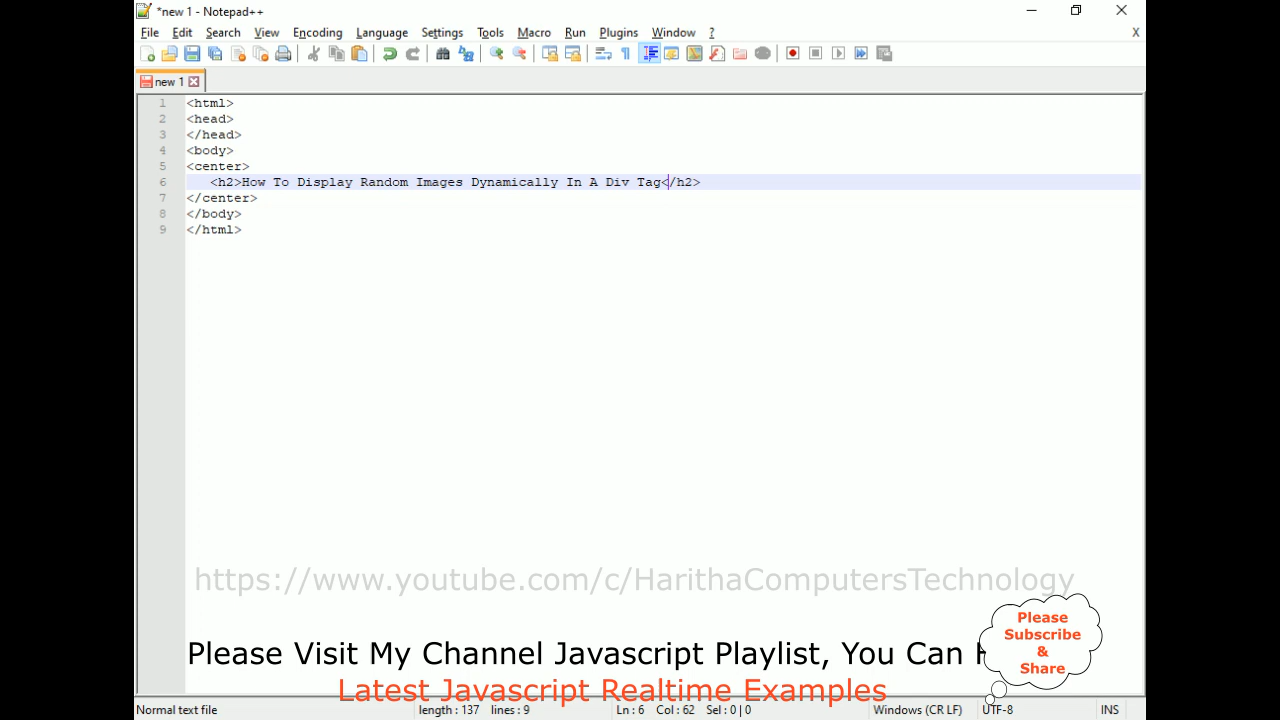 *new 1 - Notepad++
File Edit Search View Encoding Language Settings Tools Macro Run Plugins Window ? X
new 1
1 <html>
2 <head>
3 </head>
4 <body>
5 <center>
6 <h2>How To Display Random Images Dynamically In A Div Tag</h2>
7 </center>
8 </body>
9 </html>
https://www.youtube.com/c/HarithaComputersTechnology
Please
Subscribe
&
Share
Please Visit My Channel Javascript Playlist, You Can
Latest Javascript Realtime Examples
Normal text file length : 137 lines : 9 Ln : 6 Col : 62 Sel : 0 | 0 Windows (CR LF) UTF-8 INS